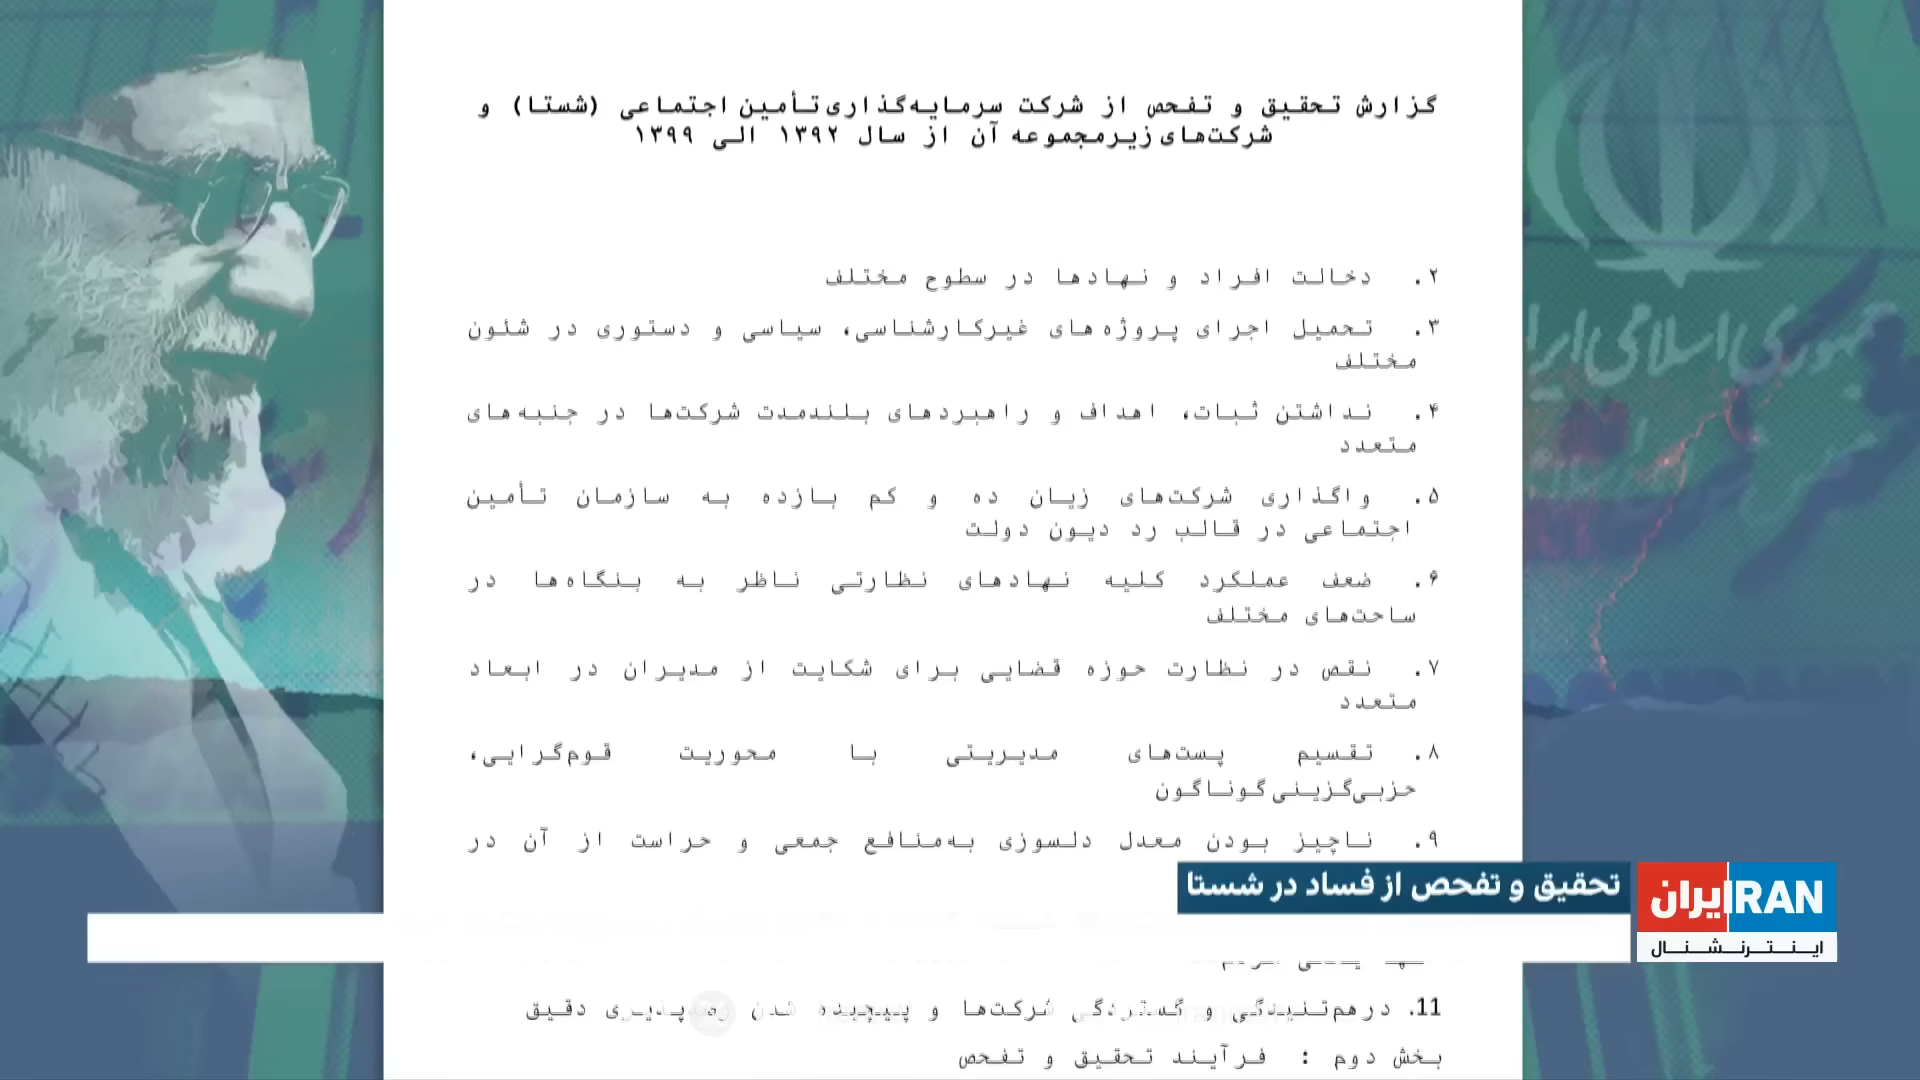 گزارش تحقیق و تفحص از شرکت سرمایه‌گذاری تأمین اجتماعی (شستا) و
شرکت‌های زیرمجموعه آن از سال ۱۳۹۲ الی ۱۳۹۹
۲. دخالت افراد و نهادها در سطوح مختلف
۳. تحمیل اجرای پروژه‌های غیرکارشناسی، سیاسی و دستوری در شئون
مختلف
۴. نداشتن ثبات، اهداف و راهبردهای بلندمدت شرکت‌ها در جنبه‌های
متعدد
۵. واگذاری شرکت‌های زیان ده و کم بازده به سازمان تأمین
اجتماعی در قالب رد دیون دولت
۶. ضعف عملکرد کلیه نهادهای نظارتی ناظر به بنگاه‌ها در
ساحت‌های مختلف
۷. نقص در نظارت حوزه قضایی برای شکایت از مدیران در ابعاد
متعدد
۸. تقسیم پست‌های مدیریتی با محوریت قوم‌گرایی،
حزبی‌گزینی گوناگون
۹. ناچیز بودن معدل دلسوزی به‌منافع جمعی و حراست از آن در
تحقیق و تفحص از فساد در شستا
ایران IRAN
اینترنشنال
11. درهم‌تنیدگی و گستردگی شرکت‌ها و پیچیده شدن دقیق
بخش دوم : فرآیند تحقیق و تفحص
جمهوری اسلامی ایران